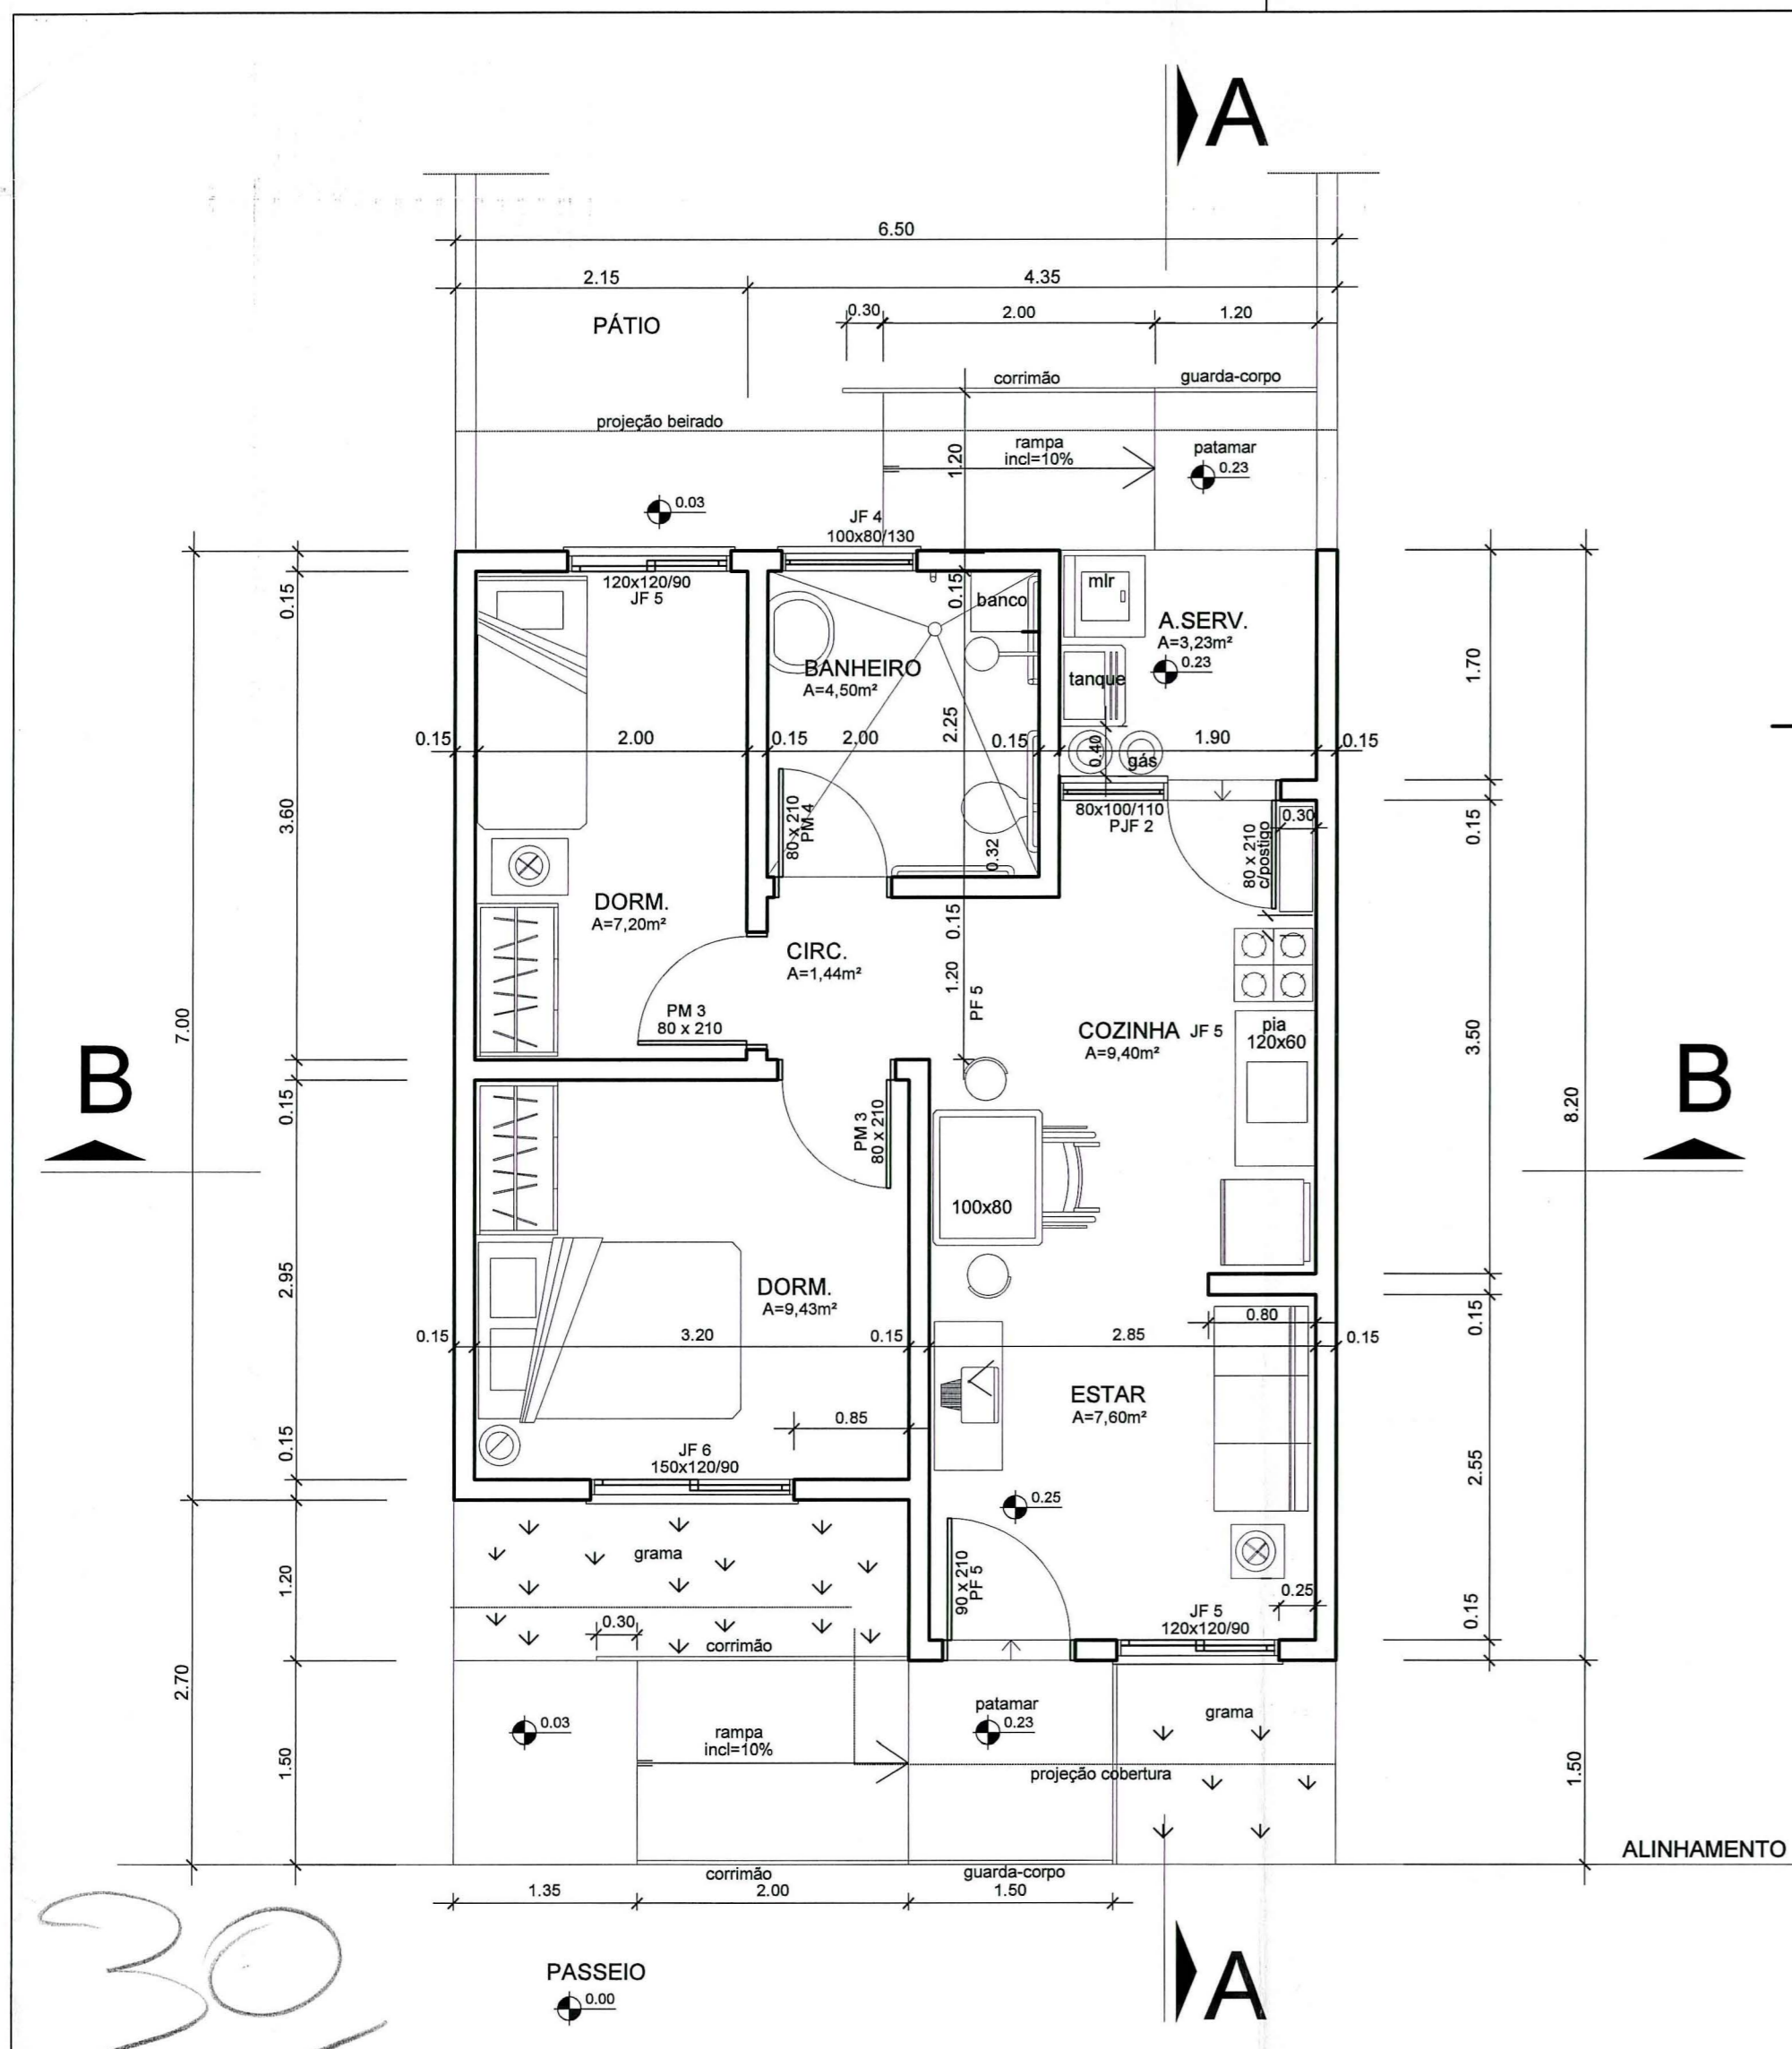 A
6.50
2.15
4.35
PÁTIO
0.30
2.00
1.20
corrimão
guarda-corpo
projeção beirado
rampa
incl=10%
1.20
patamar
0.23
0.03
JF 4
100x80/130
120x120/90
JF 5
0.15
banco
mlr
A.SERV.
A=3,23m²
0.23
0.15
1.70
BANHEIRO
A=4,50m²
tanque
2.25
0.15
2.00
0.15
2.00
0.15
0.40
gás
1.90
0.15
3.60
80 x 210
PM 4
0.32
80x100/110
PJF 2
0.30
80 x 210
c/postigo
0.15
DORM.
A=7,20m²
CIRC.
A=1,44m²
0.15
1.20
PF 5
PM 3
80 x 210
COZINHA JF 5
A=9,40m²
pia
120x60
3.50
7.00
B
B
0.15
8.20
PM 3
80 x 210
100x80
2.95
DORM.
A=9,43m²
0.15
0.80
0.15
3.20
0.15
2.85
0.15
ESTAR
A=7,60m²
0.85
0.15
JF 6
150x120/90
2.55
0.25
grama
1.20
90 x 210
PF 5
0.25
0.15
JF 5
120x120/90
0.30
corrimão
2.70
patamar
0.23
grama
0.03
rampa
incl=10%
1.50
projeção cobertura
1.50
ALINHAMENTO
corrimão
guarda-corpo
1.35
2.00
1.50
30
PASSEIO
0.00
A